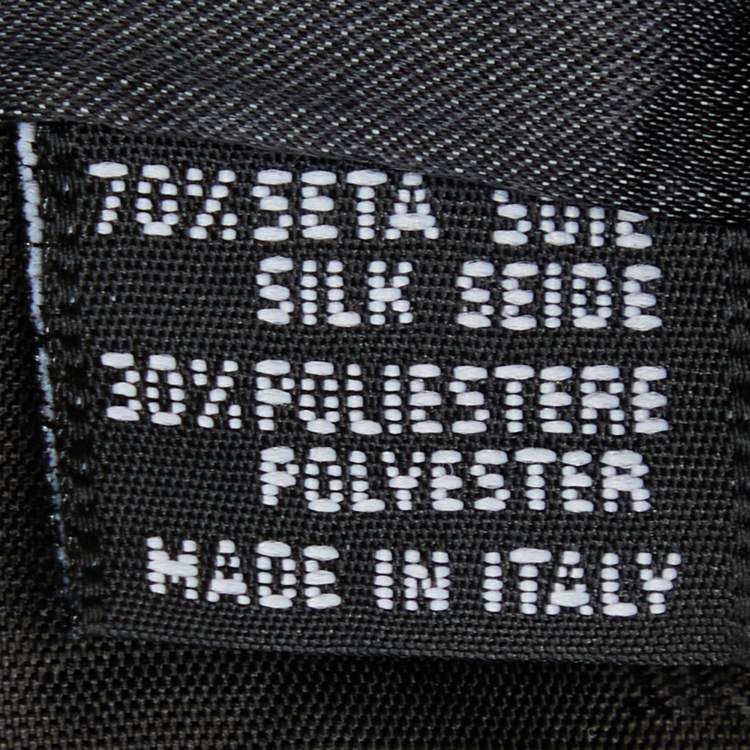 70% SETA SOIE
SILK SEIDE
30% POLIESTERE
POLYESTER
MADE IN ITALY